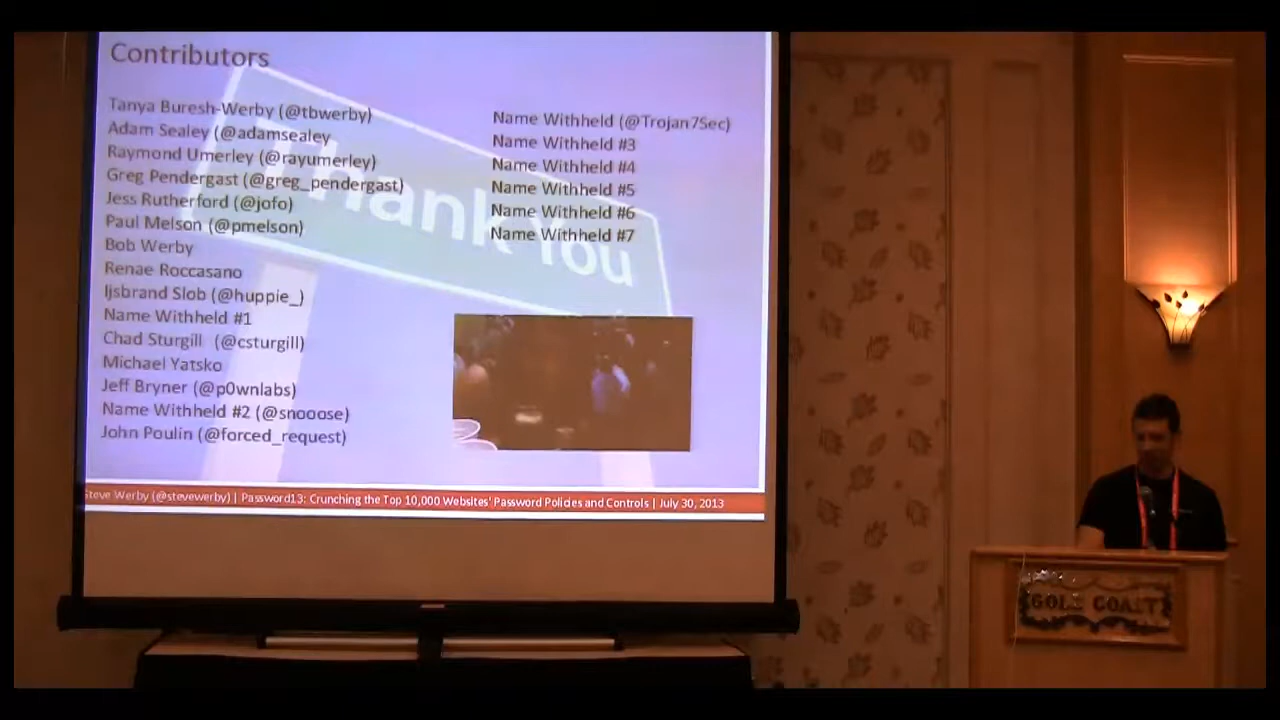 Contributors
Tanya Buresh-Werby (@tbwerby)
Adam Sealey (@adamsealey
Raymond Umerley (@rayumerley)
Greg Pendergast (@greg_pendergast)
Jess Rutherford (@jofo)
Paul Melson (@pmelson)
Bob Werby
Renae Roccasano
Ijsbrand Slob (@huppie_)
Name Withheld #1
Chad Sturgill (@csturgill)
Michael Yatsko
Jeff Bryner (@p0wnlabs)
Name Withheld #2 (@snooose)
John Poulin (@forced_request)
Name Withheld (@Trojan7Sec)
Name Withheld #3
Name Withheld #4
Name Withheld #5
Name Withheld #6
Name Withheld #7
Thank You
Steve Werby (@stevewerby) | Password13: Crunching the Top 10,000 Websites' Password Policies and Controls | July 30, 2013
GOLD COAST